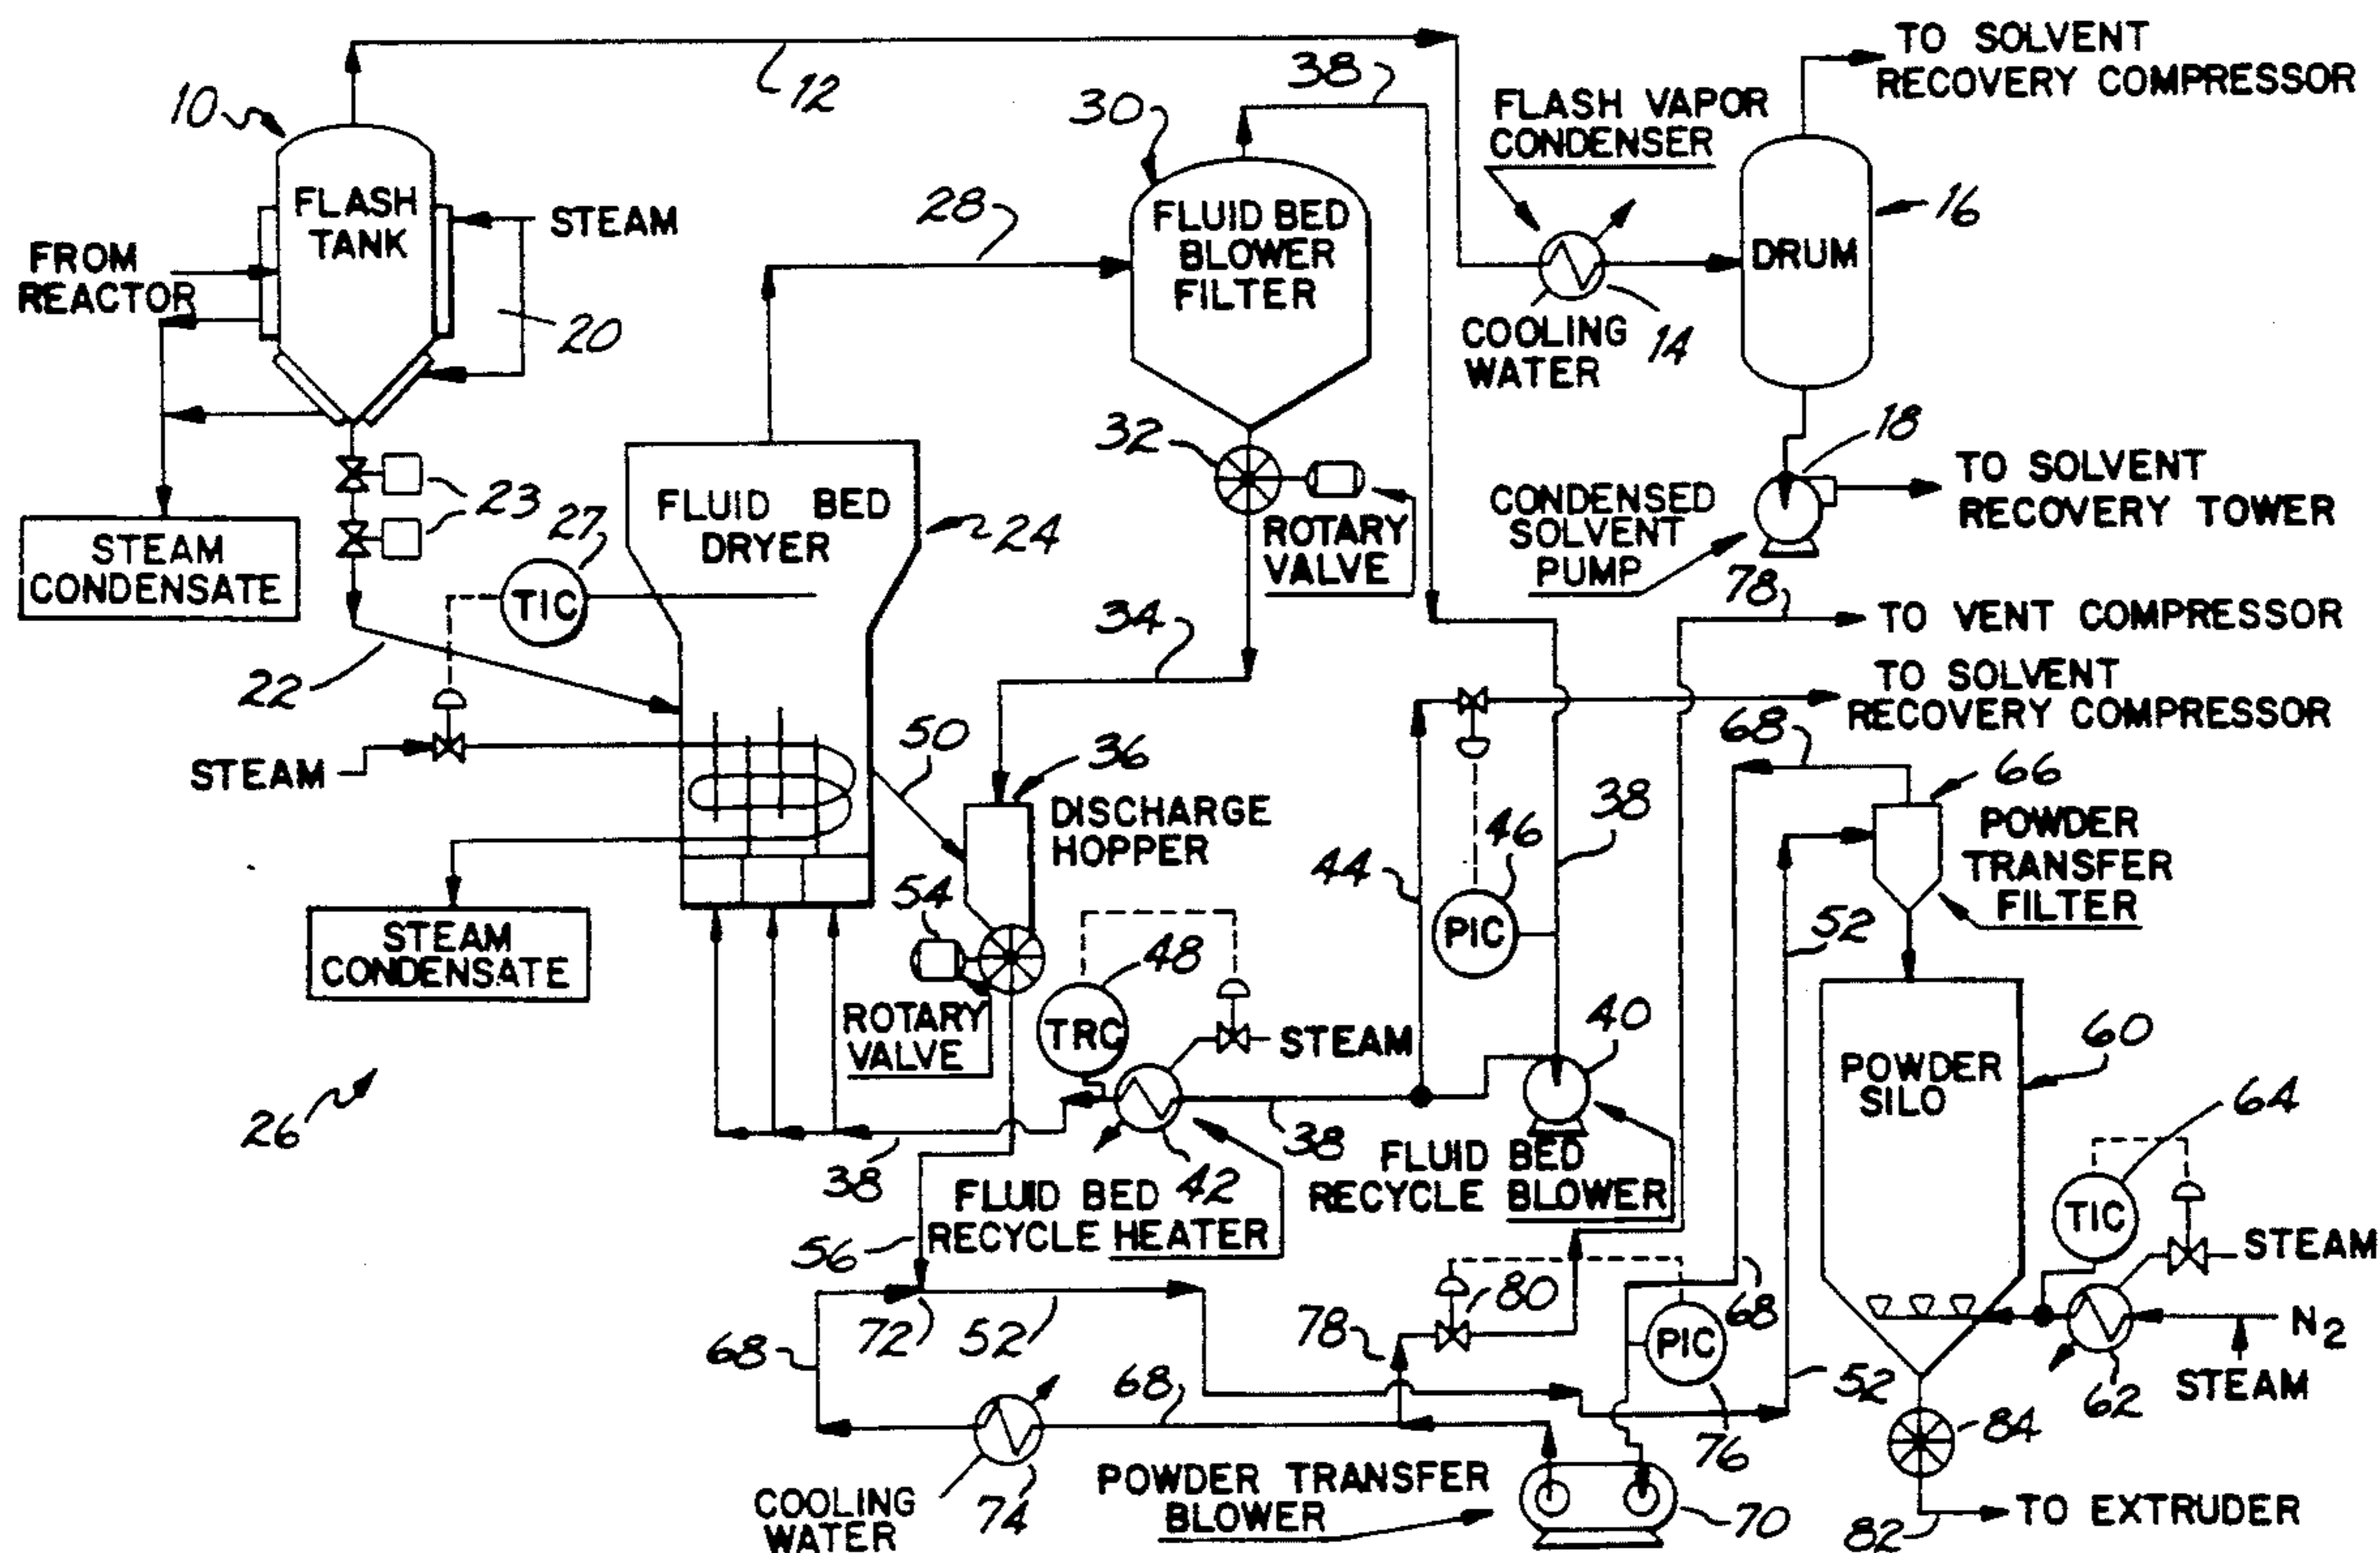 TO SOLVENT
RECOVERY COMPRESSOR
12
38
10
30
FLASH VAPOR
CONDENSER
FLASH
TANK
STEAM
28
FLUID BED
BLOWER
FILTER
16
DRUM
FROM
REACTOR
20
COOLING
WATER
14
32
18
TO SOLVENT
RECOVERY TOWER
23
27
FLUID BED
DRYER
24
ROTARY
VALVE
CONDENSED
SOLVENT
PUMP
STEAM
CONDENSATE
TIC
78
TO VENT COMPRESSOR
34
22
TO SOLVENT
RECOVERY COMPRESSOR
STEAM
50
36
68
66
DISCHARGE
HOPPER
46
38
POWDER
TRANSFER
FILTER
44
54
PIC
52
STEAM
CONDENSATE
48
ROTARY
VALVE
TRC
STEAM
40
60
POWDER
SILO
64
26
38
38
42
FLUID BED
RECYCLE HEATER
FLUID BED
RECYCLE BLOWER
TIC
56
STEAM
80
68
72
52
78
PIC
N2
68
68
52
STEAM
62
76
84
COOLING
WATER
74
POWDER TRANSFER
BLOWER
70
82
TO EXTRUDER